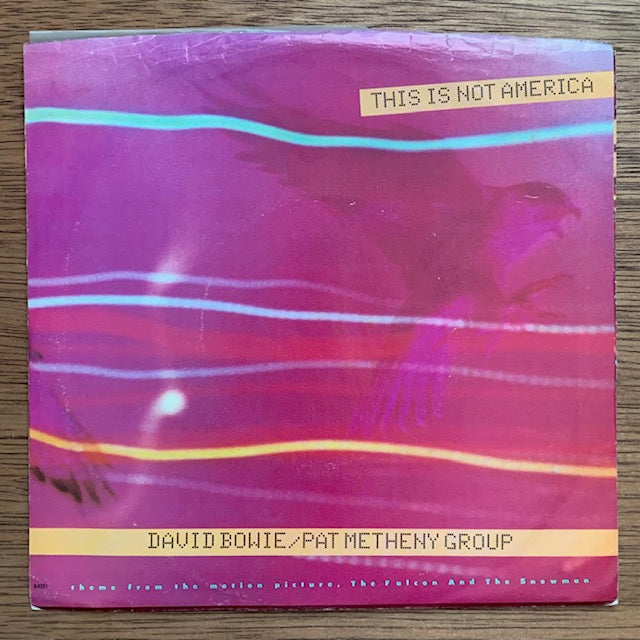 THIS IS NOT AMERICA
DAVID BOWIE/PAT METHENY GROUP
theme from the motion picture, The Falcon And The Snowman